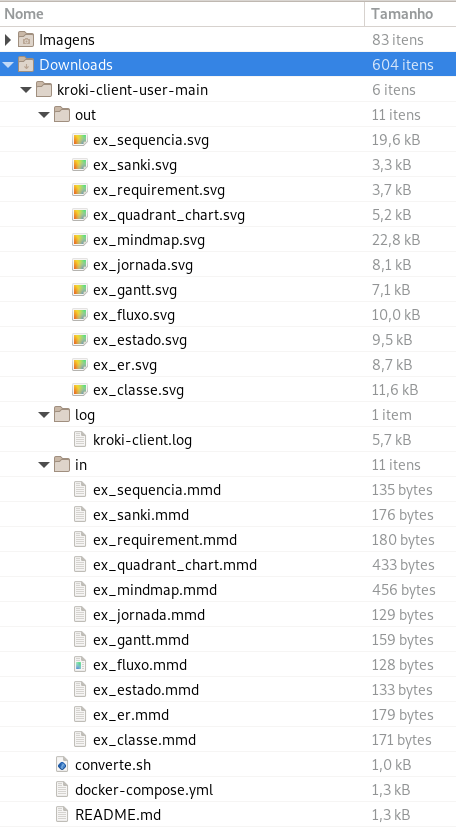 Nome Tamanho
Imagens 83 itens
Downloads 604 itens
kroki-client-user-main 6 itens
out 11 itens
ex_sequencia.svg 19,6 kB
ex_sanki.svg 3,3 kB
ex_requirement.svg 3,7 kB
ex_quadrant_chart.svg 5,2 kB
ex_mindmap.svg 22,8 kB
ex_jornada.svg 8,1 kB
ex_gantt.svg 7,1 kB
ex_fluxo.svg 10,0 kB
ex_estado.svg 9,5 kB
ex_er.svg 8,7 kB
ex_classe.svg 11,6 kB
log 1 item
kroki-client.log 5,7 kB
in 11 itens
ex_sequencia.mmd 135 bytes
ex_sanki.mmd 176 bytes
ex_requirement.mmd 180 bytes
ex_quadrant_chart.mmd 433 bytes
ex_mindmap.mmd 456 bytes
ex_jornada.mmd 129 bytes
ex_gantt.mmd 159 bytes
ex_fluxo.mmd 128 bytes
ex_estado.mmd 133 bytes
ex_er.mmd 179 bytes
ex_classe.mmd 171 bytes
converte.sh 1,0 kB
docker-compose.yml 1,3 kB
README.md 1,3 kB